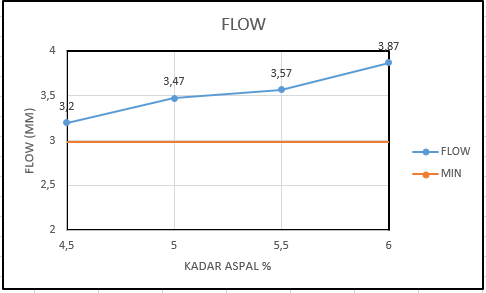 FLOW
4
3,5
3
2,5
2
FLOW (MM)
3,2
3,47
3,57
3,87
4,5
5
5,5
6
KADAR ASPAL %
FLOW
MIN